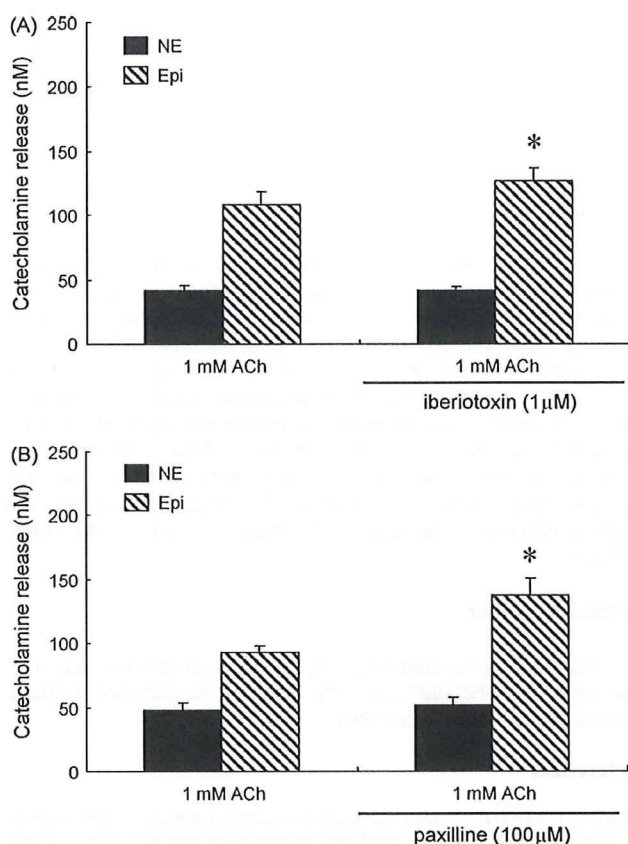 (A)
250
200
150
100
50
0
Catecholamine release (nM)
NE
Epi
*
1 mM ACh
1 mM ACh
iberiotoxin (1μM)
(B)
250
200
150
100
50
0
Catecholamine release (nM)
NE
Epi
*
1 mM ACh
1 mM ACh
paxilline (100μM)